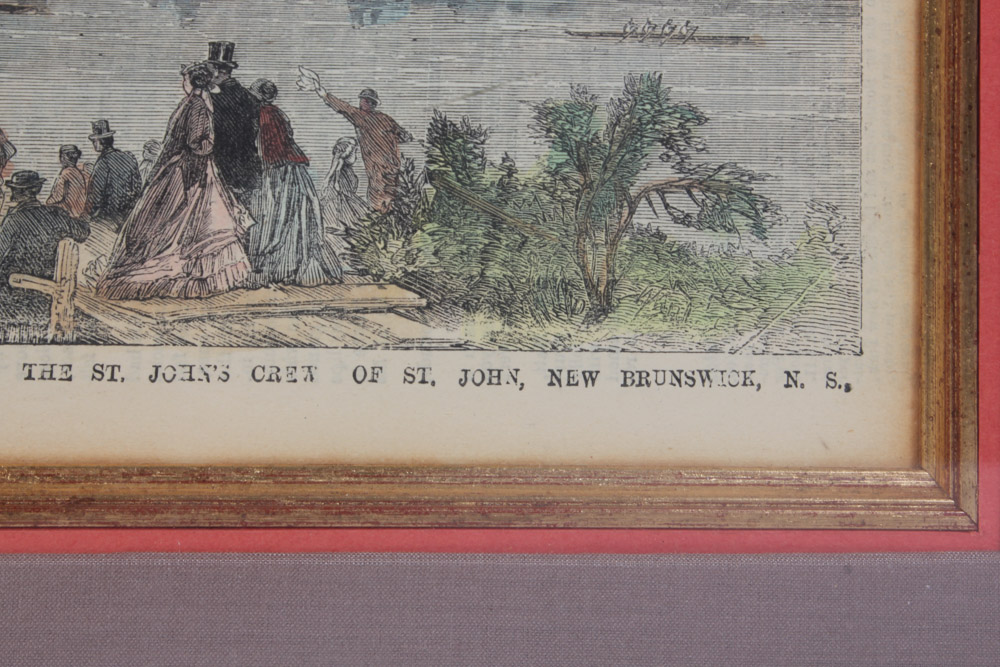 THE ST. JOHN'S CREW OF ST. JOHN, NEW BRUNSWICK, N. S.,